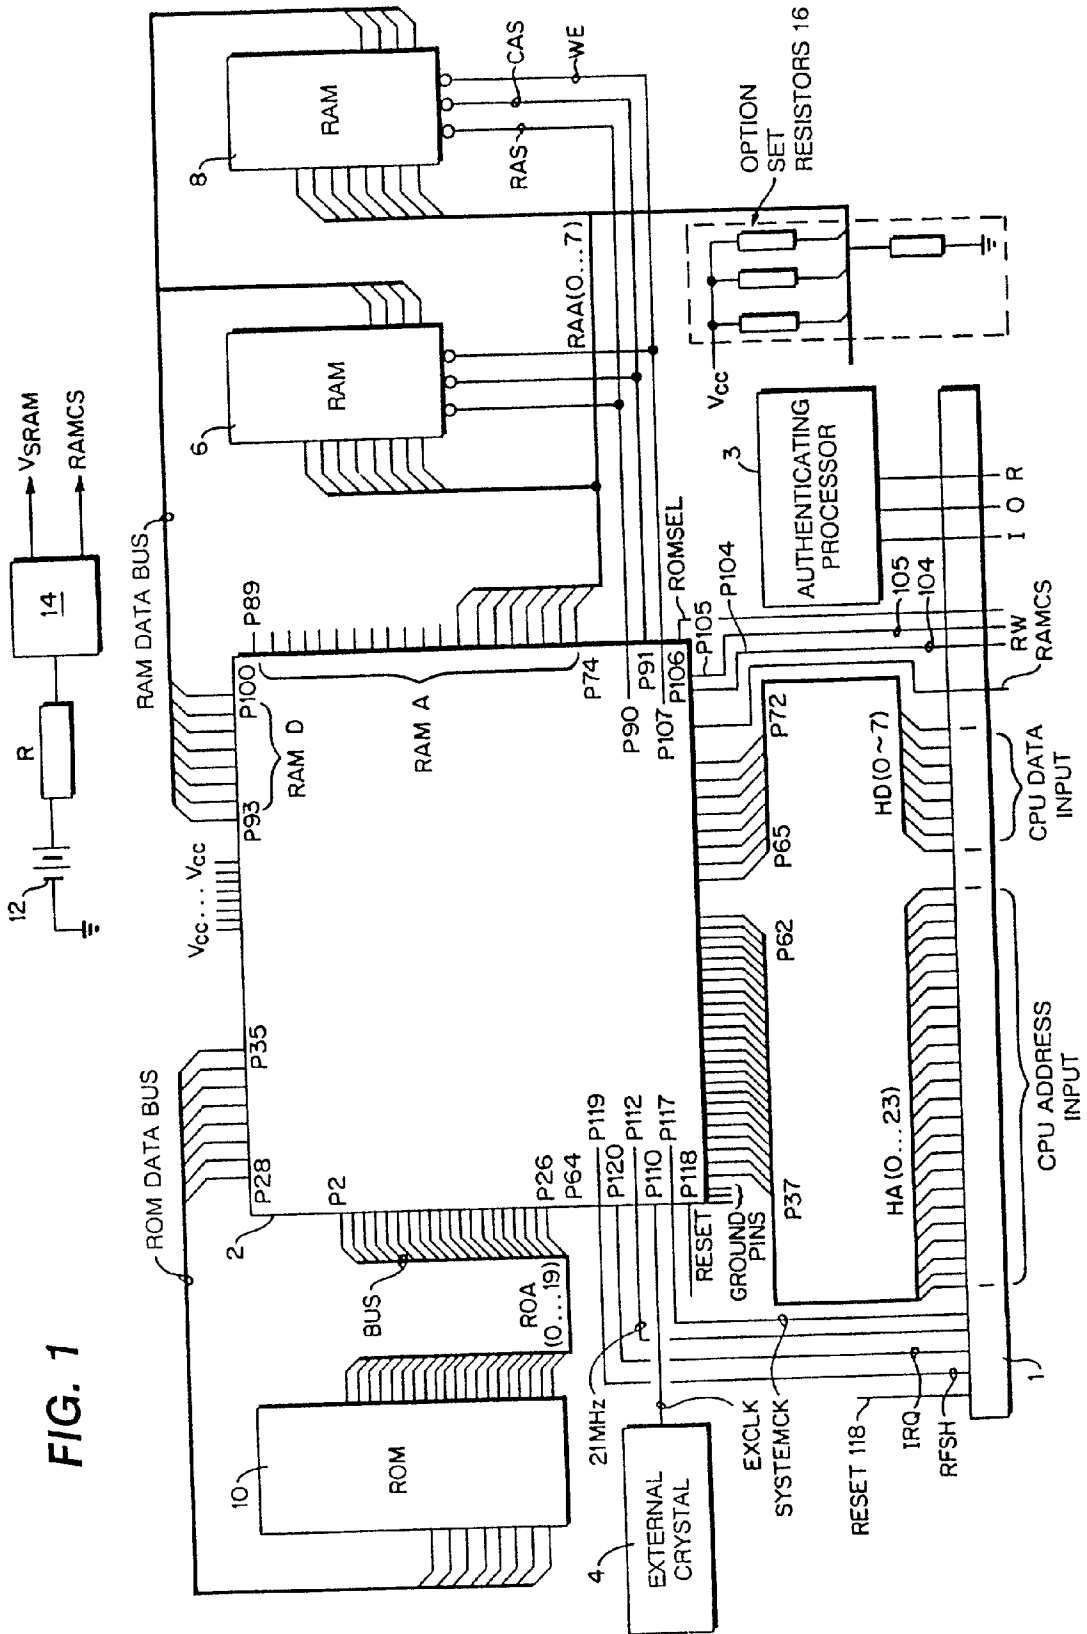 FIG. 1
12
R
14
VSRAM
RAMCS
ROM DATA BUS
RAM DATA BUS
10
ROM
BUS
ROA
(0...19)
2
P28
P35
Vcc...Vcc
P93
P100
RAM D
P89
RAM A
P74
P2
P26
P64
6
RAM
8
RAM
RAS
CAS
WE
RAA(0...7)
P90
P91
P107
P106
ROMSEL
P105
P104
P119
P120
P112
P110
P117
P118
RESET
GROUND
PINS
P37
P62
P65
P72
4
EXTERNAL
CRYSTAL
21MHz
EXCLK
SYSTEMCK
RESET 118
IRQ
RFSH
1
HA(0...23)
HD(0~7)
CPU ADDRESS
INPUT
CPU DATA
INPUT
3
AUTHENTICATING
PROCESSOR
105
104
RW
RAMCS
I
O
R
Vcc
OPTION
SET
RESISTORS 16